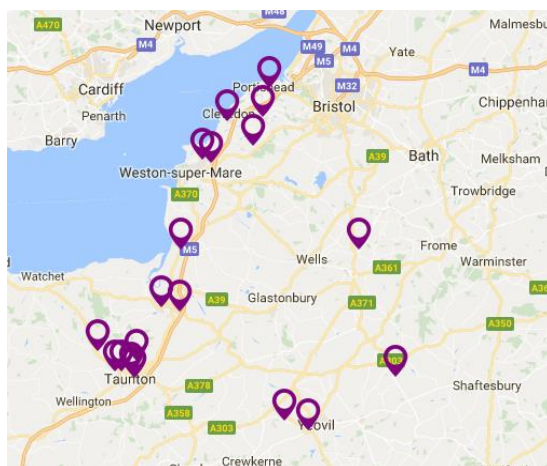 A470
Newport
M48
Malmesbu
M4
M49
M4
Yate
M5
M4
Cardiff
Portishead
M32
Penarth
Clevedon
Bristol
Chippenham
Barry
A39
Bath
Melksham
Weston-super-Mare
A370
Trowbridge
M5
Wells
Frome
Warminster
Watchet
A361
A39
Glastonbury
A371
A350
A303
Taunton
A378
Shaftesbury
Wellington
A358
A303
Yeovil
Crewkerne